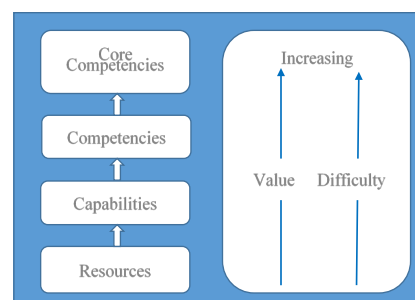 Core
Competencies
Competencies
Capabilities
Resources
Increasing
Value
Difficulty